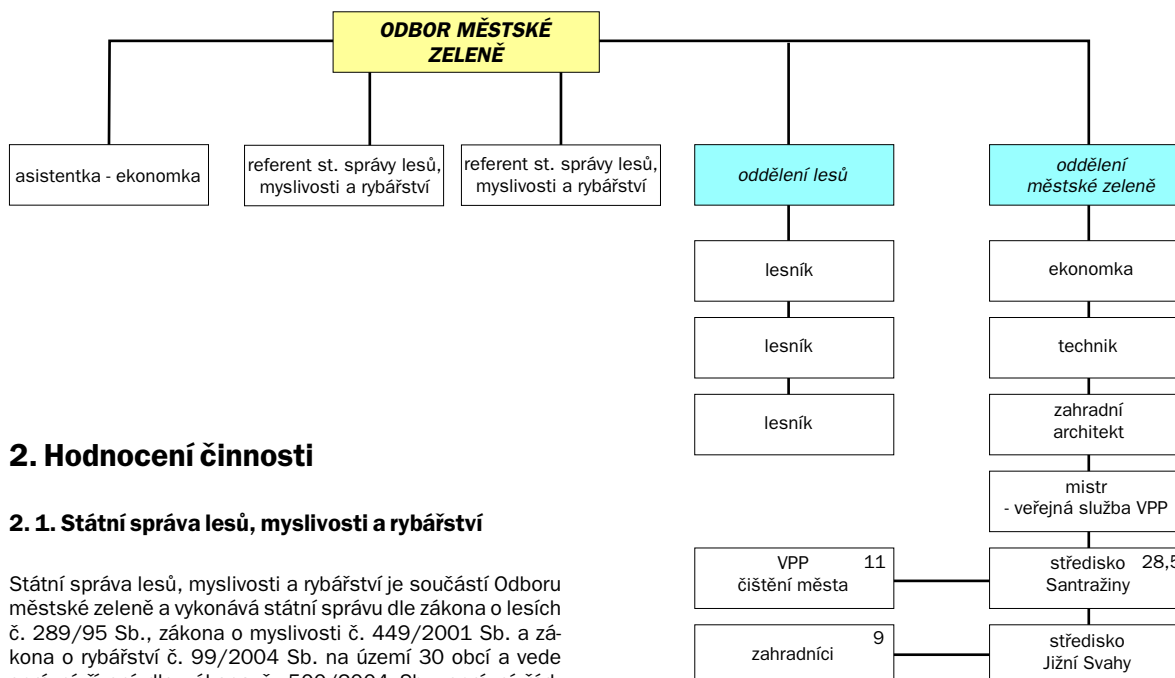 ODBOR MĚSTSKÉ
ZELENĚ
asistentka - ekonomka
referent st. správy lesů,
myslivosti a rybářství
referent st. správy lesů,
myslivosti a rybářství
oddělení lesů
oddělení
městské zeleně
lesník
ekonomka
lesník
technik
lesník
zahradní
architekt
mistr
- veřejná služba VPP
VPP 11
čištění města
středisko 28,5
Santražiny
zahradníci 9
středisko
Jižní Svahy
2. Hodnocení činnosti
2. 1. Státní správa lesů, myslivosti a rybářství
Státní správa lesů, myslivosti a rybářství je součástí Odboru
městské zeleně a vykonává státní správu dle zákona o lesích
č. 289/95 Sb., zákona o myslivosti č. 449/2001 Sb. a zá-
kona o rybářství č. 99/2004 Sb. na území 30 obcí a vede